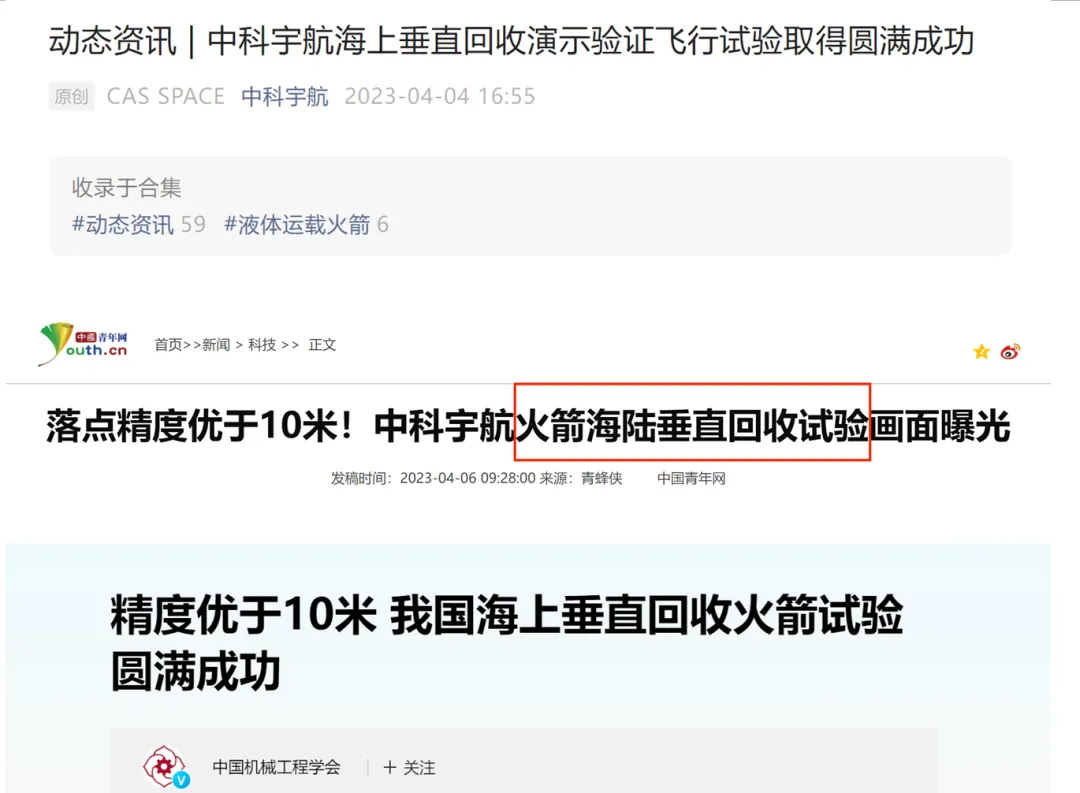 动态资讯 | 中科宇航海上垂直回收演示验证飞行试验取得圆满成功
原创 CAS SPACE 中科宇航 2023-04-04 16:55
收录于合集
#动态资讯 59 #液体运载火箭 6
中國青年网
outh.cn
首页>>新闻 > 科技 >> 正文
落点精度优于10米！中科宇航火箭海陆垂直回收试验画面曝光
发稿时间：2023-04-06 09:28:00 来源：青蜂侠 中国青年网
精度优于10米 我国海上垂直回收火箭试验
圆满成功
中国机械工程学会 | + 关注